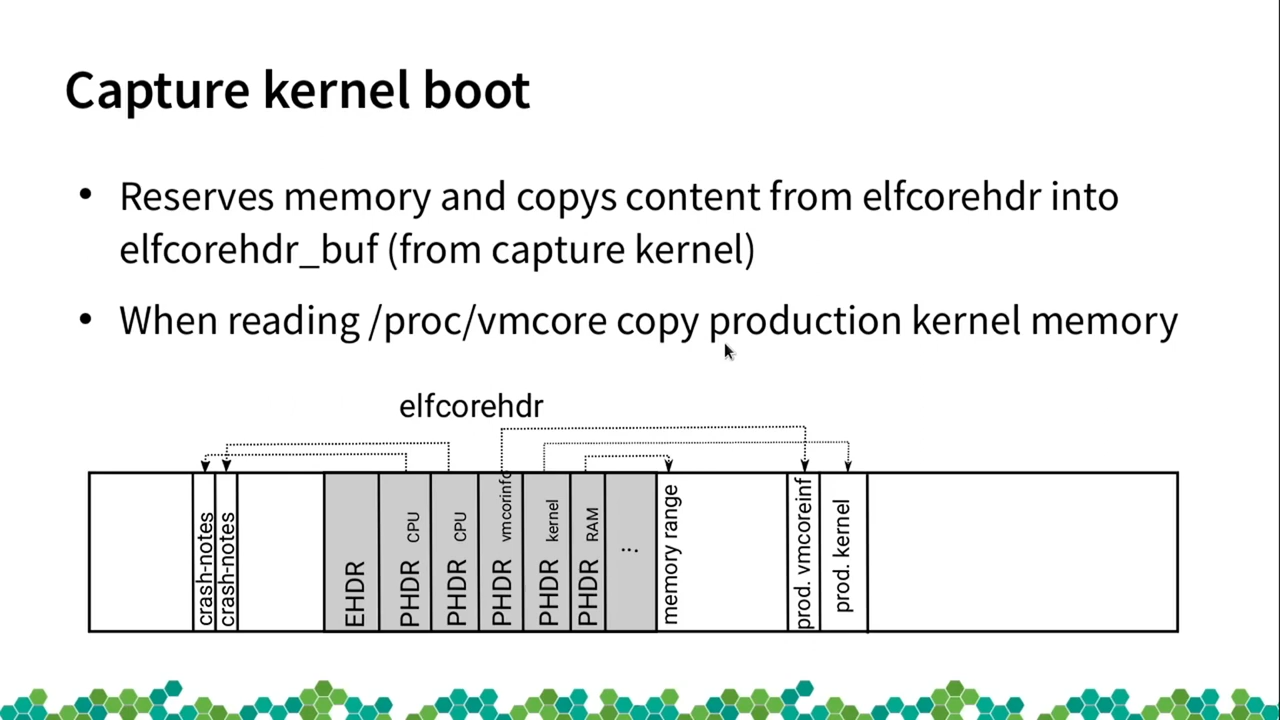 Capture kernel boot
• Reserves memory and copys content from elfcorehdr into
elfcorehdr_buf (from capture kernel)
• When reading /proc/vmcore copy production kernel memory
elfcorehdr
crash-notes
crash-notes
EHDR
PHDR CPU
PHDR CPU
PHDR vmcorinfo
PHDR kernel
PHDR RAM
...
memory range
prod. vmcoreinf
prod. kernel